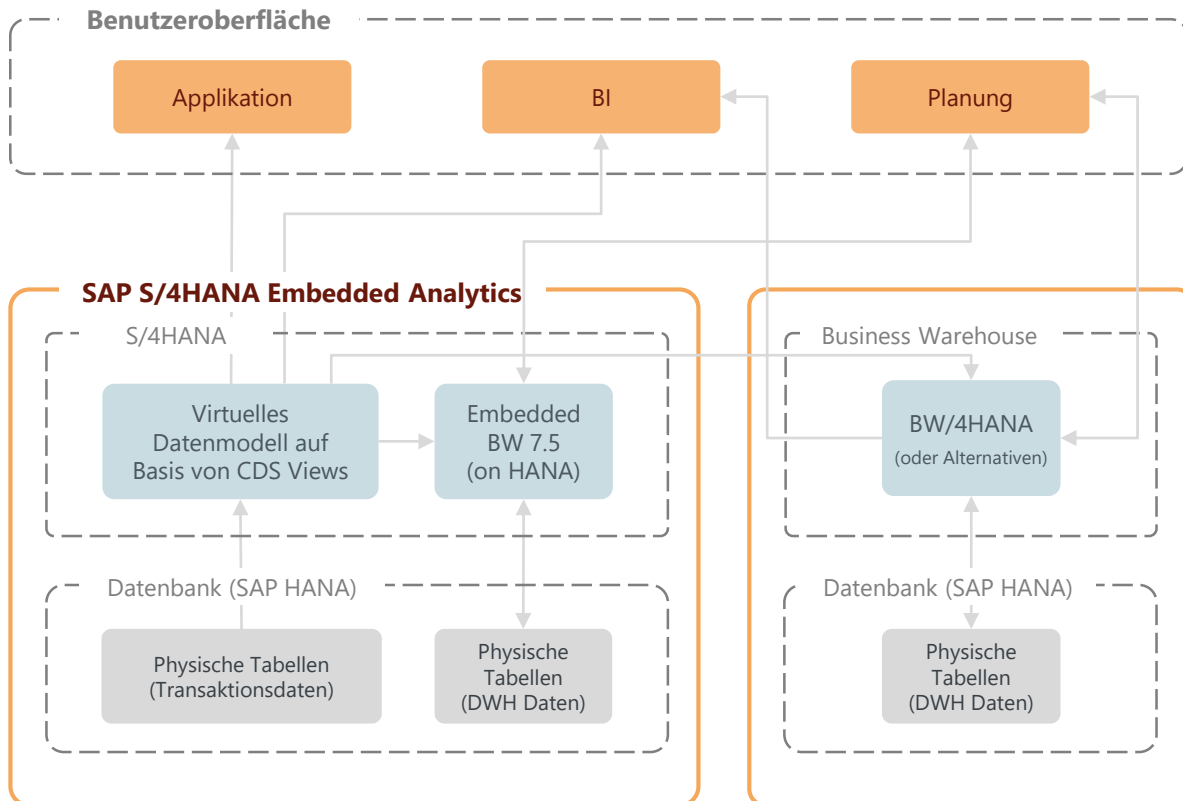 Benutzeroberfläche
Applikation
BI
Planung
SAP S/4HANA Embedded Analytics
S/4HANA
Business Warehouse
Virtuelles
Datenmodell auf
Basis von CDS Views
Embedded
BW 7.5
(on HANA)
BW/4HANA
(oder Alternativen)
Datenbank (SAP HANA)
Datenbank (SAP HANA)
Physische Tabellen
(Transaktionsdaten)
Physische
Tabellen
(DWH Daten)
Physische
Tabellen
(DWH Daten)